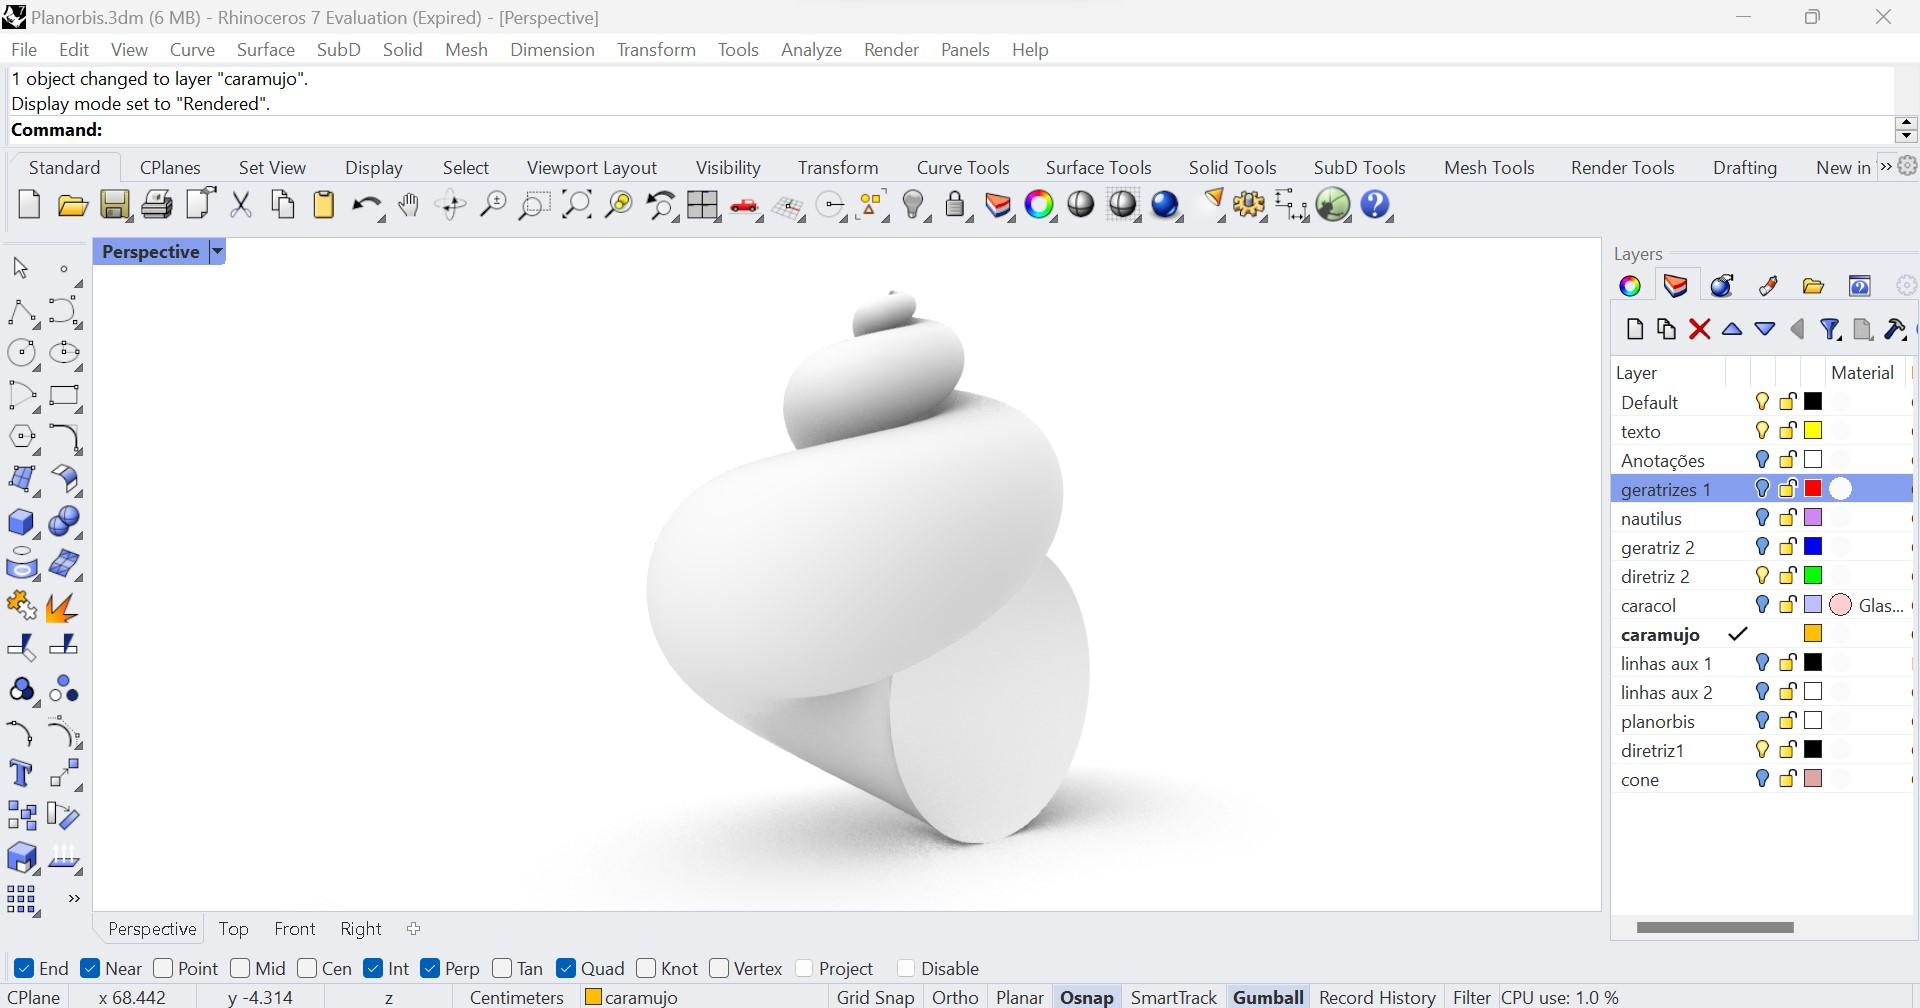 Planorbis.3dm (6 MB) - Rhinoceros 7 Evaluation (Expired) - [Perspective]
File Edit View Curve Surface SubD Solid Mesh Dimension Transform Tools Analyze Render Panels Help
1 object changed to layer "caramujo".
Display mode set to "Rendered".
Command:
Standard CPlanes Set View Display Select Viewport Layout Visibility Transform Curve Tools Surface Tools Solid Tools SubD Tools Mesh Tools Render Tools Drafting New in
Perspective
Layers
Layer Material
Default
texto
Anotações
geratrizes 1
nautilus
geratriz 2
diretriz 2
caracol Glas...
caramujo
linhas aux 1
linhas aux 2
planorbis
diretriz1
cone
Perspective Top Front Right
End Near Point Mid Cen Int Perp Tan Quad Knot Vertex Project Disable
CPlane x 68.442 y -4.314 z Centimeters caramujo Grid Snap Ortho Planar Osnap SmartTrack Gumball Record History Filter CPU use: 1.0 %